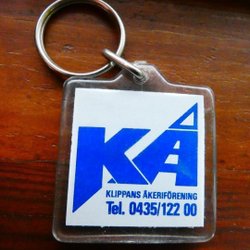 KÅ
KLIPPANS ÅKERIFÖRENING
Tel. 0435/122 00